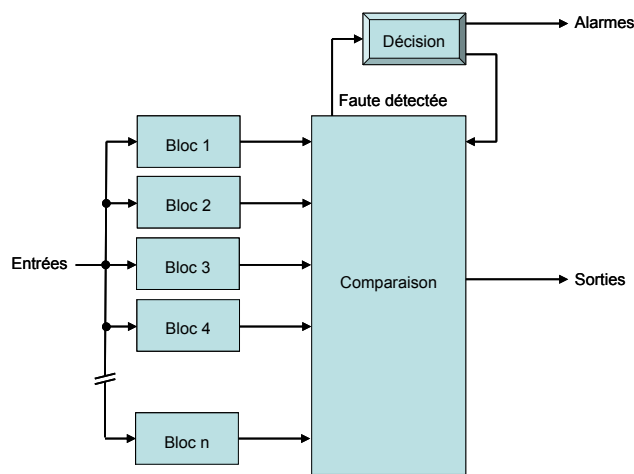 Décision
Alarmes
Faute détectée
Bloc 1
Bloc 2
Entrées
Bloc 3
Comparaison
Sorties
Bloc 4
Bloc n